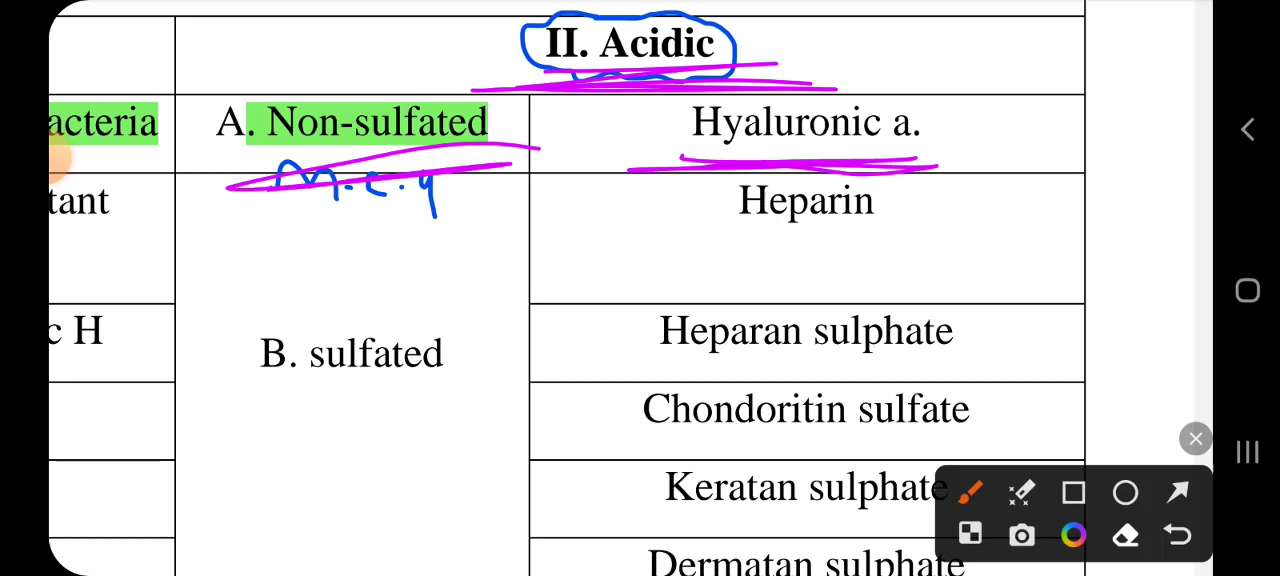 II. Acidic
acteria A. Non-sulfated Hyaluronic a.
tant Heparin
c H Heparan sulphate
B. sulfated
Chondoritin sulfate
Keratan sulphate
Dermatan sulphate